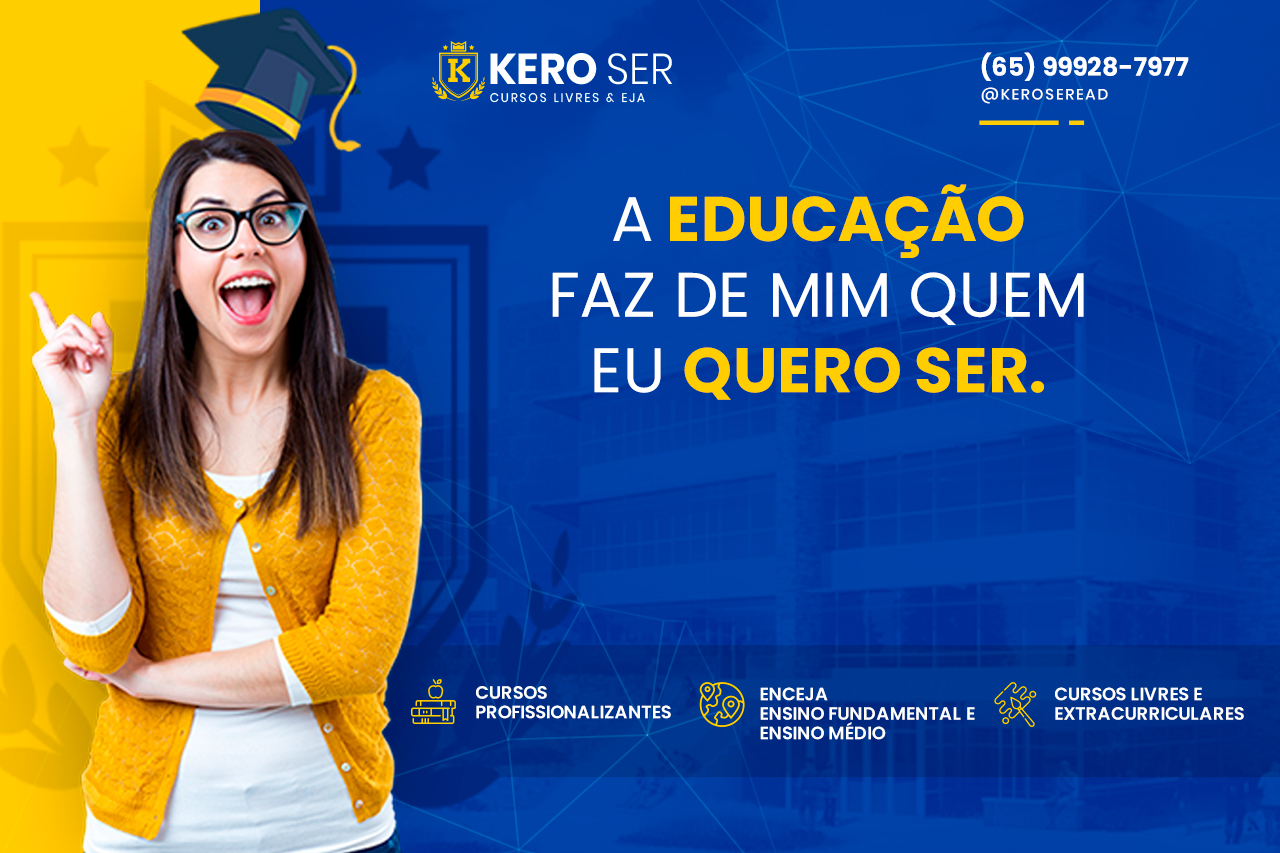 K
KERO SER
CURSOS LIVRES & EJA
(65) 99928-7977
@KEROSEREAD
A EDUCAÇÃO
FAZ DE MIM QUEM
EU QUERO SER.
CURSOS
PROFISSIONALIZANTES
ENCEJA
ENSINO FUNDAMENTAL E
ENSINO MÉDIO
CURSOS LIVRES E
EXTRACURRICULARES